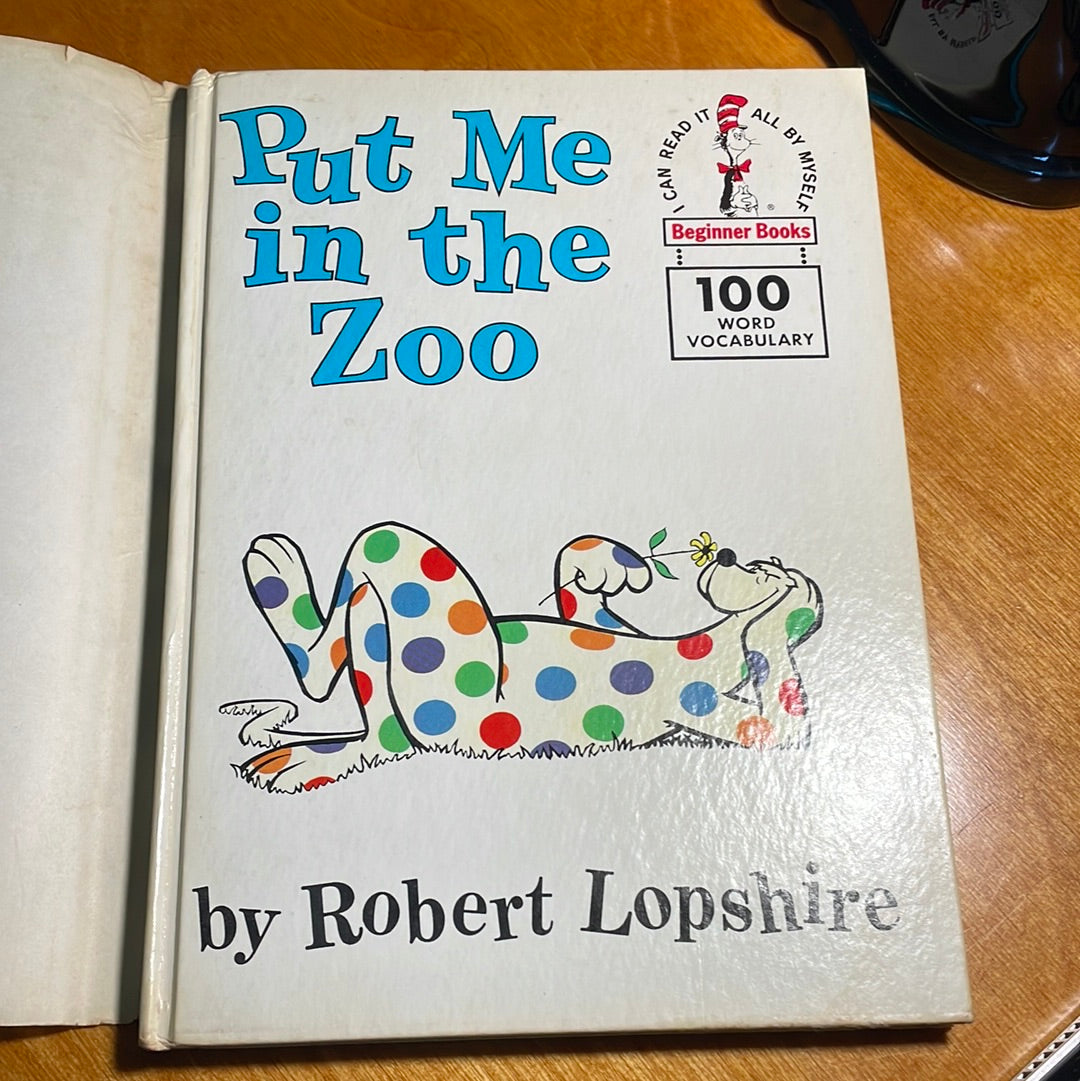 Put Me
in the
Zoo
I CAN READ IT ALL BY MYSELF
®
Beginner Books
100
WORD
VOCABULARY
by Robert Lopshire